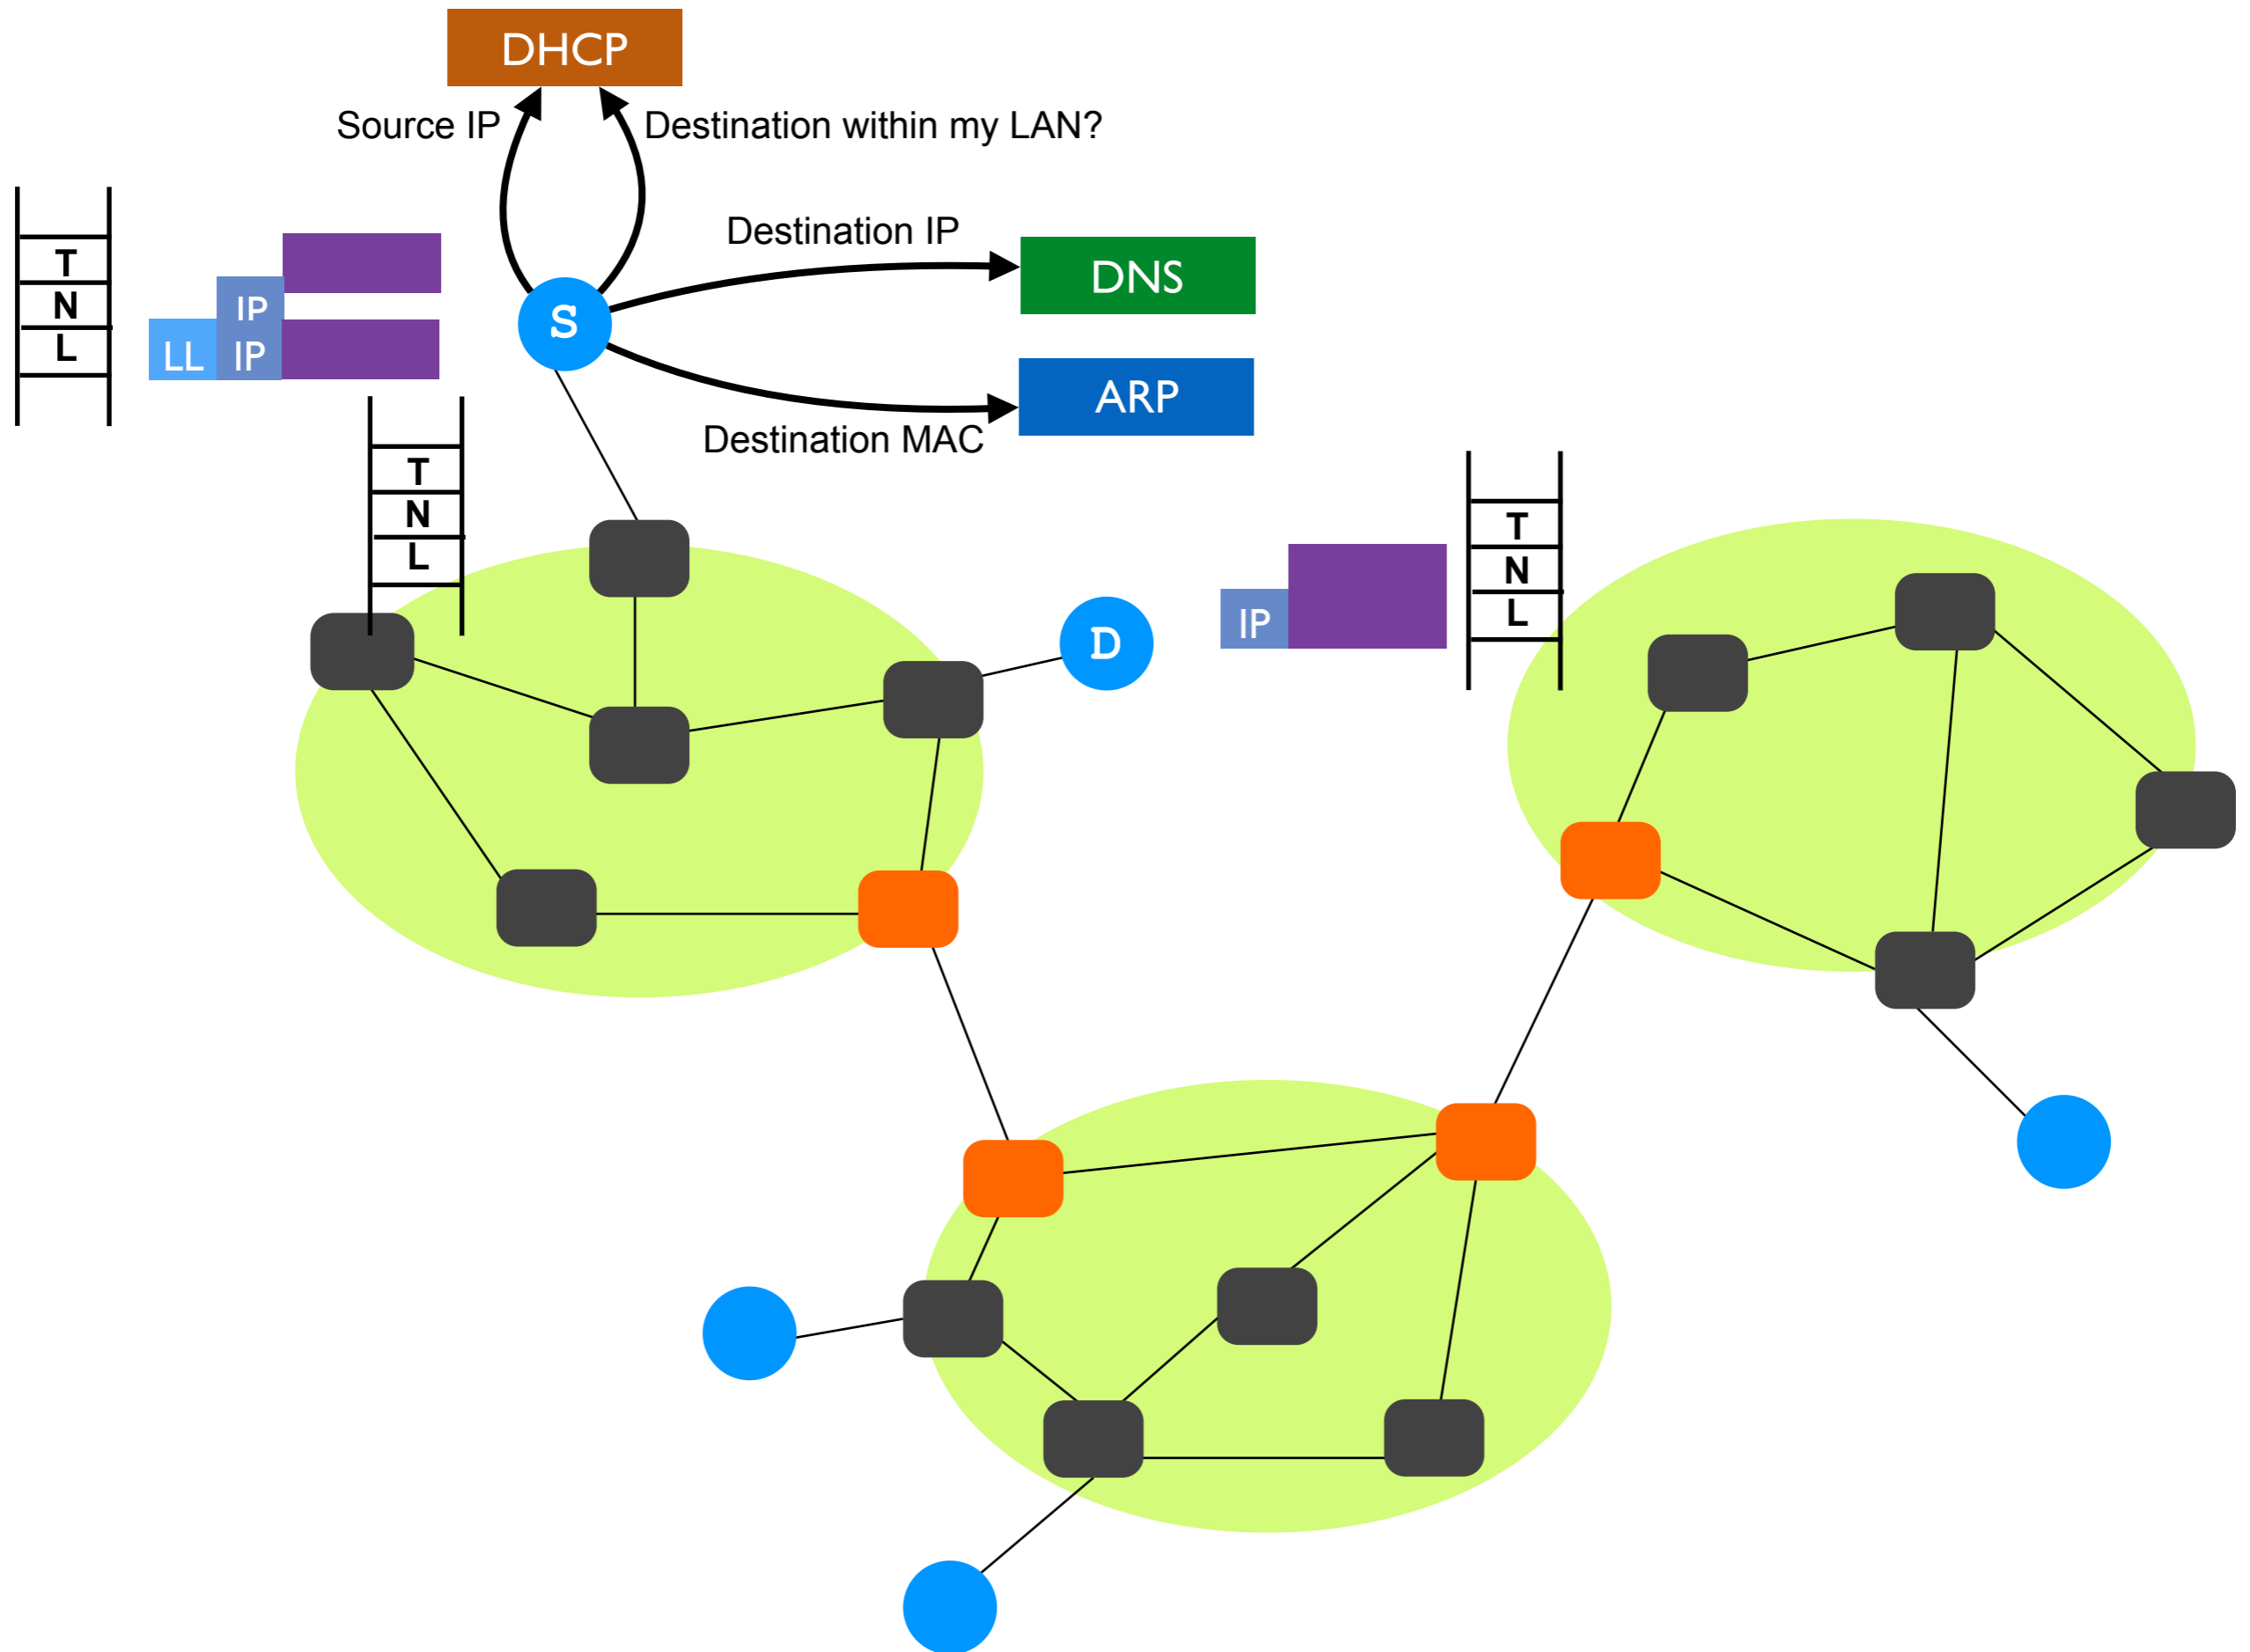 DHCP
Source IP
Destination within my LAN?
Destination IP
T
N
L
IP
LL
IP
S
DNS
ARP
Destination MAC
T
N
L
T
N
L
IP
D